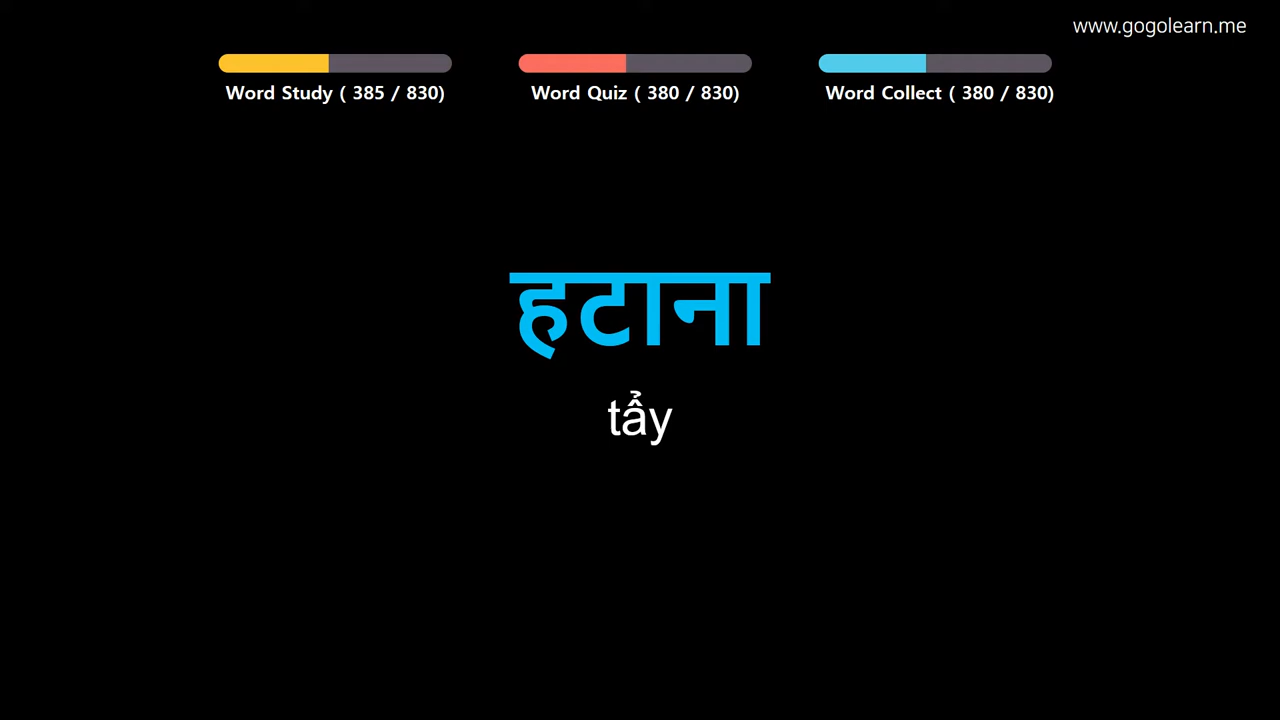 www.gogolearn.me
Word Study ( 385 / 830)
Word Quiz ( 380 / 830)
Word Collect ( 380 / 830)
हटाना
tẩy